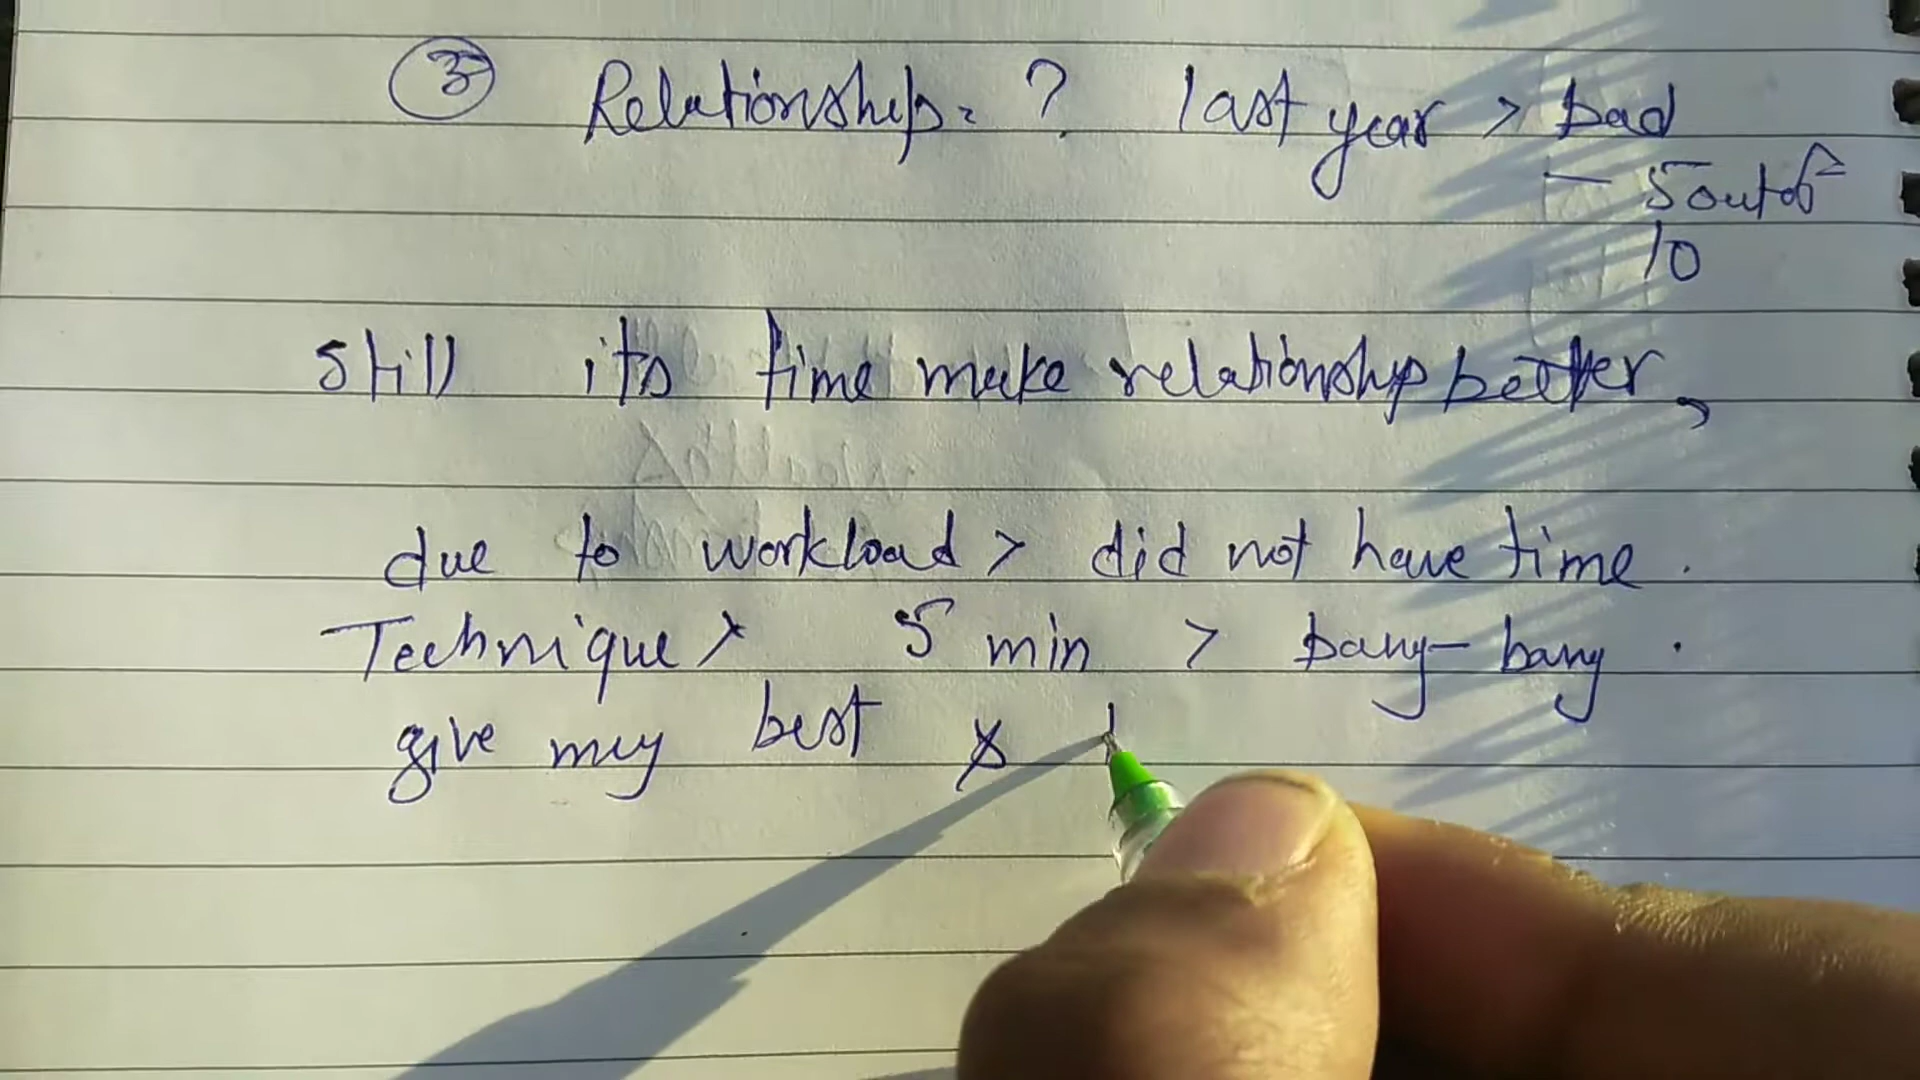 3 Relationship = ? last year > bad
— 5 out of
10
still its time make relationship better,
due to workload > did not have time.
Technique > 5 min > bang-bang.
give my best